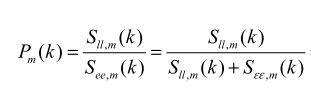 P_m(k) = S_{ll,m}(k) / S_{ee,m}(k) = S_{ll,m}(k) / (S_{ll,m}(k) + S_{εε,m}(k))